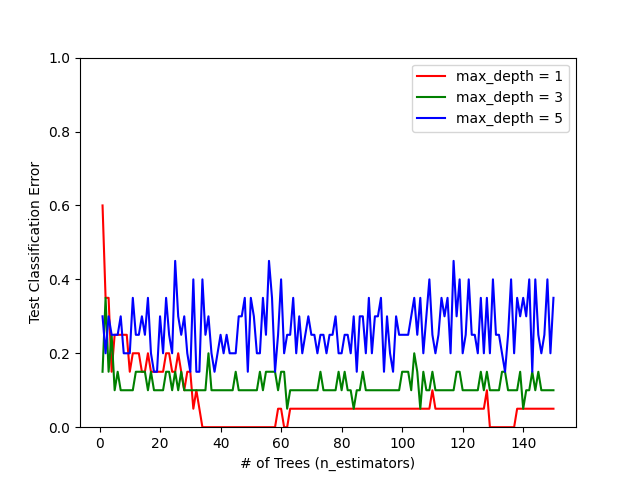 1.0
0.8
0.6
0.4
0.2
0.0
Test Classification Error
max_depth = 1
max_depth = 3
max_depth = 5
0 20 40 60 80 100 120 140
# of Trees (n_estimators)